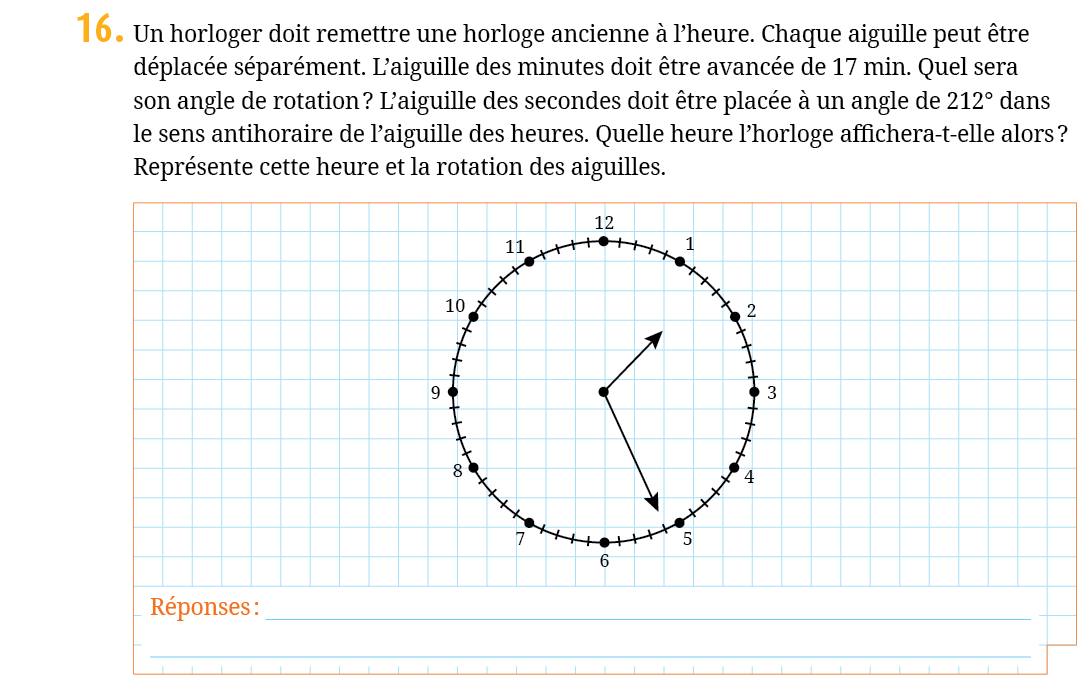 16. Un horloger doit remettre une horloge ancienne à l’heure. Chaque aiguille peut être
déplacée séparément. L’aiguille des minutes doit être avancée de 17 min. Quel sera
son angle de rotation ? L’aiguille des secondes doit être placée à un angle de 212° dans
le sens antihoraire de l’aiguille des heures. Quelle heure l’horloge affichera-t-elle alors ?
Représente cette heure et la rotation des aiguilles.
12
11
1
10
2
9
3
8
4
7
5
6
Réponses :